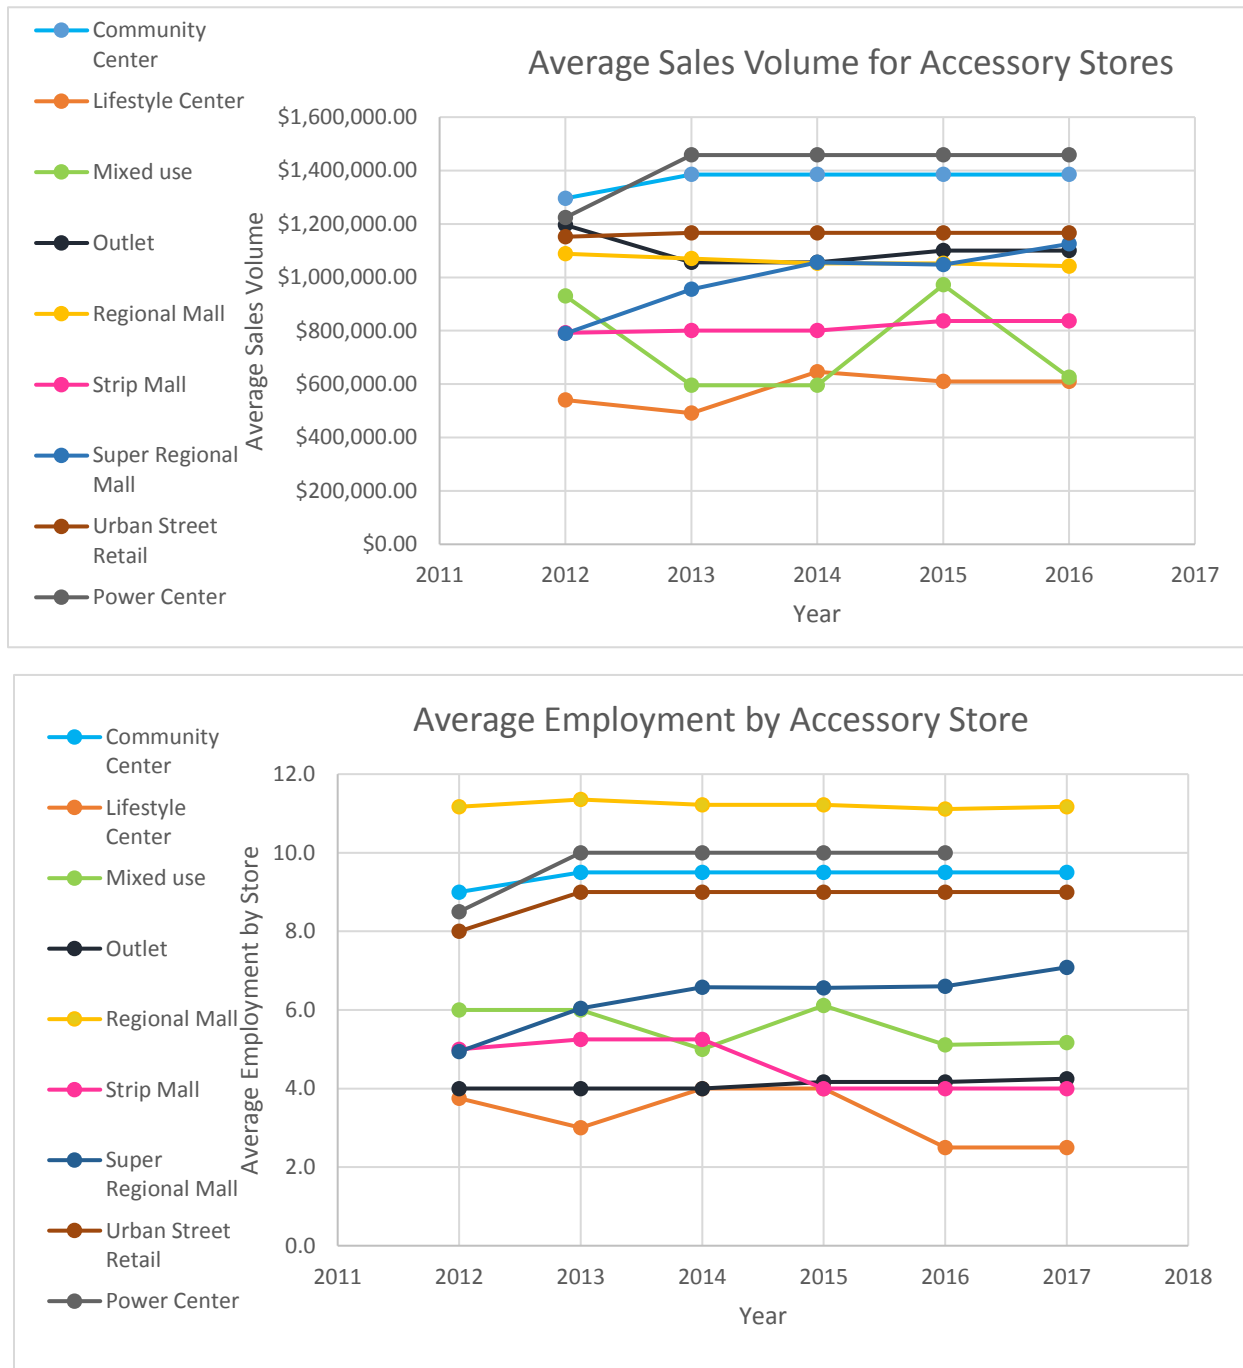 Community
Center
Lifestyle Center
Mixed use
Outlet
Regional Mall
Strip Mall
Super Regional
Mall
Urban Street
Retail
Power Center
Average Sales Volume for Accessory Stores
Average Sales Volume
$1,600,000.00
$1,400,000.00
$1,200,000.00
$1,000,000.00
$800,000.00
$600,000.00
$400,000.00
$200,000.00
$0.00
2011 2012 2013 2014 2015 2016 2017
Year
Community
Center
Lifestyle
Center
Mixed use
Outlet
Regional Mall
Strip Mall
Super
Regional Mall
Urban Street
Retail
Power Center
Average Employment by Accessory Store
Average Employment by Store
12.0
10.0
8.0
6.0
4.0
2.0
0.0
2011 2012 2013 2014 2015 2016 2017 2018
Year